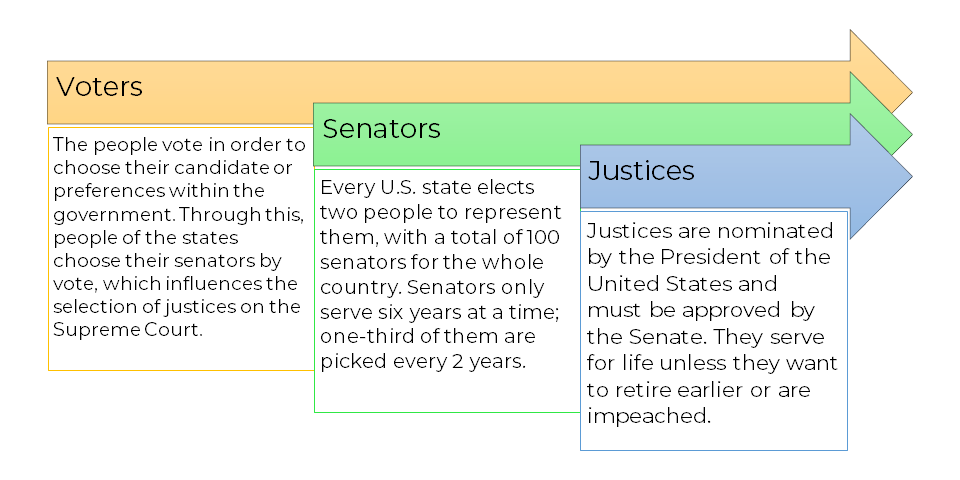 Voters
The people vote in order to
choose their candidate or
preferences within the
government. Through this,
people of the states
choose their senators by
vote, which influences the
selection of justices on the
Supreme Court.
Senators
Every U.S. state elects
two people to represent
them, with a total of 100
senators for the whole
country. Senators only
serve six years at a time;
one-third of them are
picked every 2 years.
Justices
Justices are nominated
by the President of the
United States and
must be approved by
the Senate. They serve
for life unless they want
to retire earlier or are
impeached.